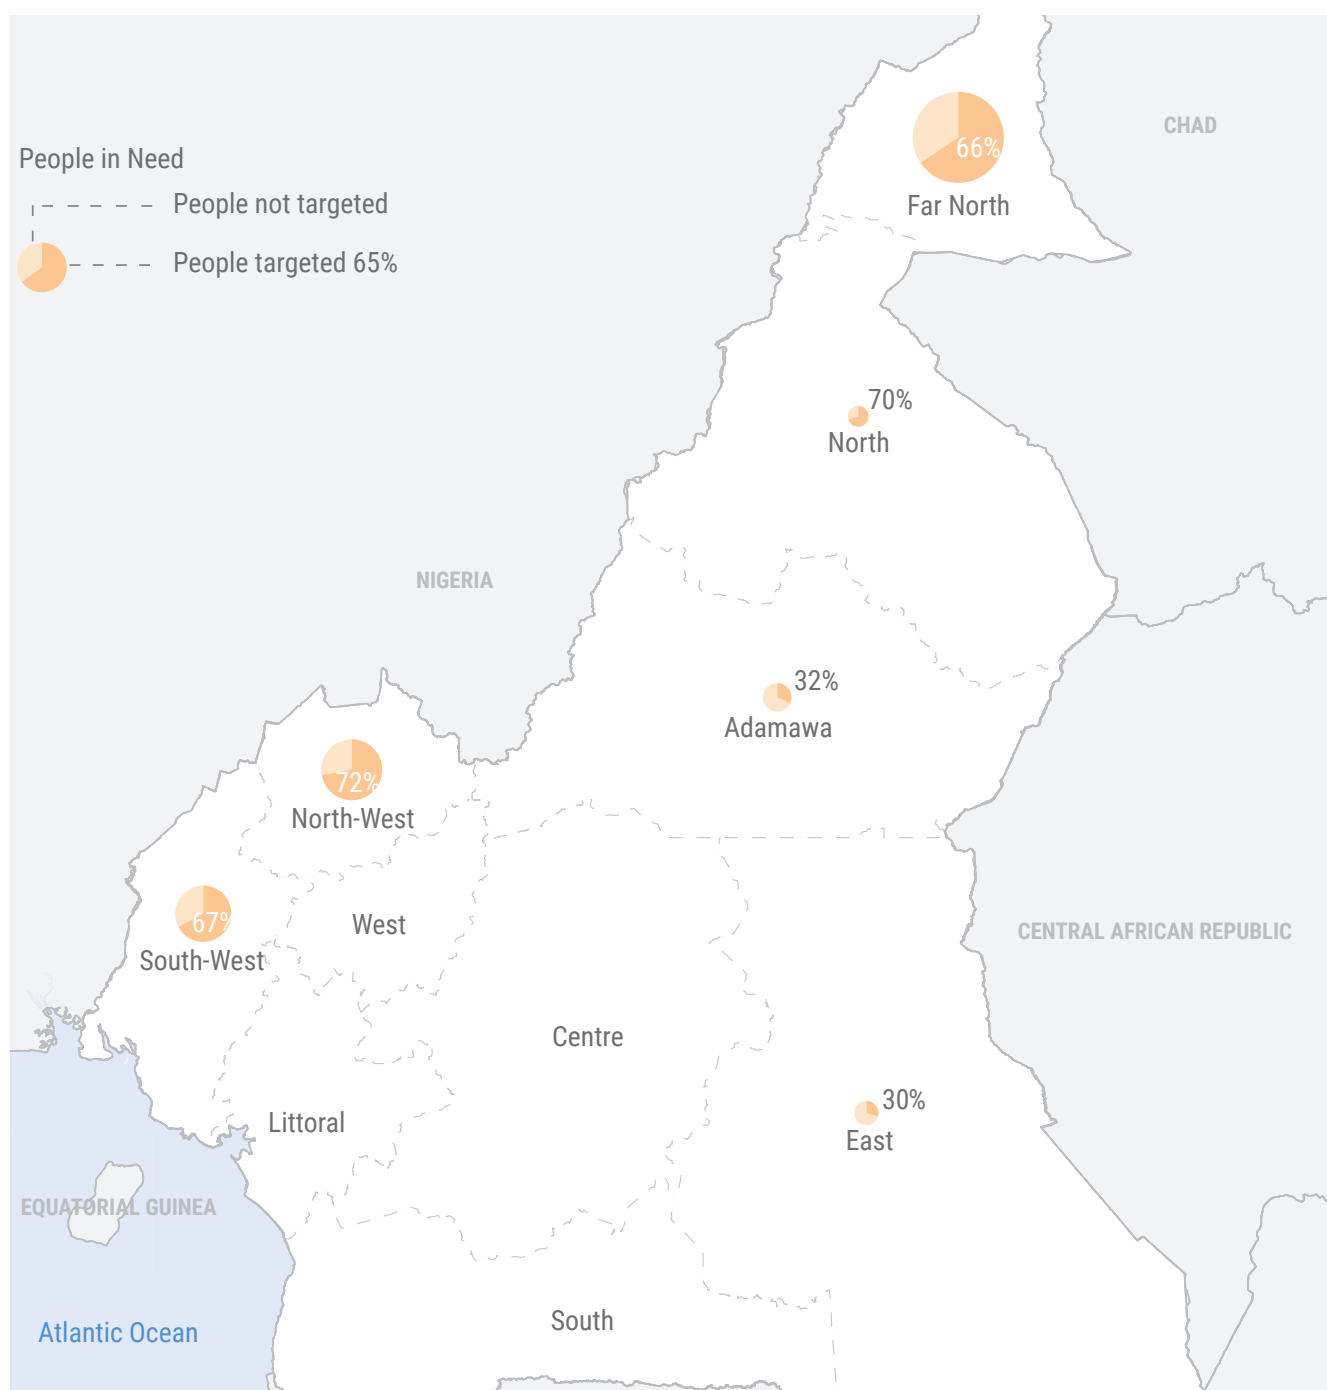 CHAD
People in Need
66%
People not targeted
Far North
People targeted 65%
70%
North
NIGERIA
32%
Adamawa
72%
North-West
67%
West
CENTRAL AFRICAN REPUBLIC
South-West
Centre
30%
Littoral
East
EQUATORIAL GUINEA
South
Atlantic Ocean